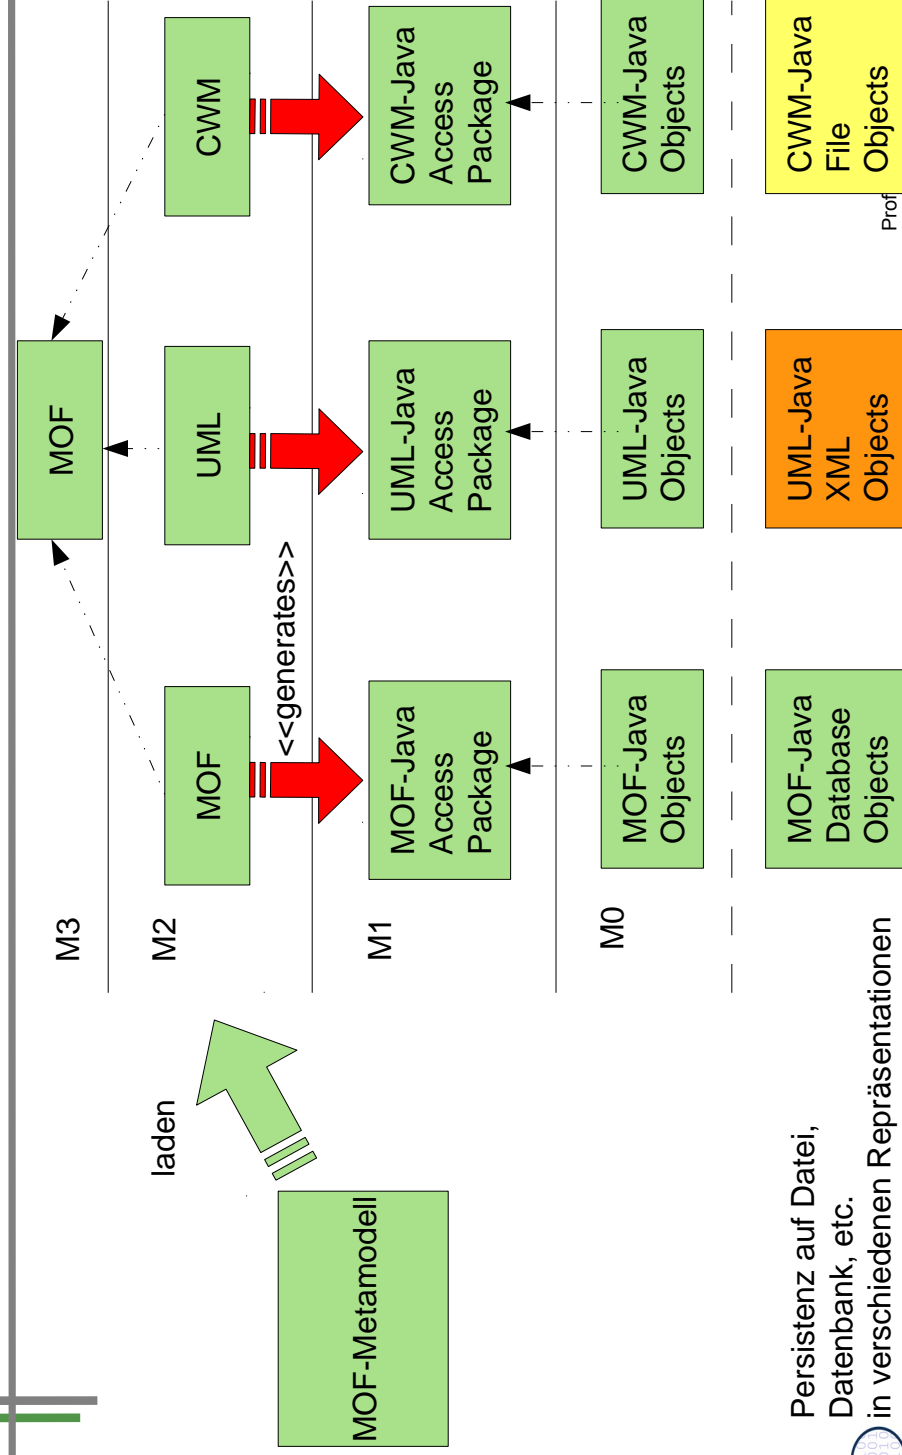 MOF
M3
M2
MOF
UML
CWM
laden
<<generates>>
MOF-Metamodell
M1
MOF-Java
Access
Package
UML-Java
Access
Package
CWM-Java
Access
Package
M0
MOF-Java
Objects
UML-Java
Objects
CWM-Java
Objects
Persistenz auf Datei,
Datenbank, etc.
in verschiedenen Repräsentationen
MOF-Java
Database
Objects
UML-Java
XML
Objects
CWM-Java
File
Objects
Prof